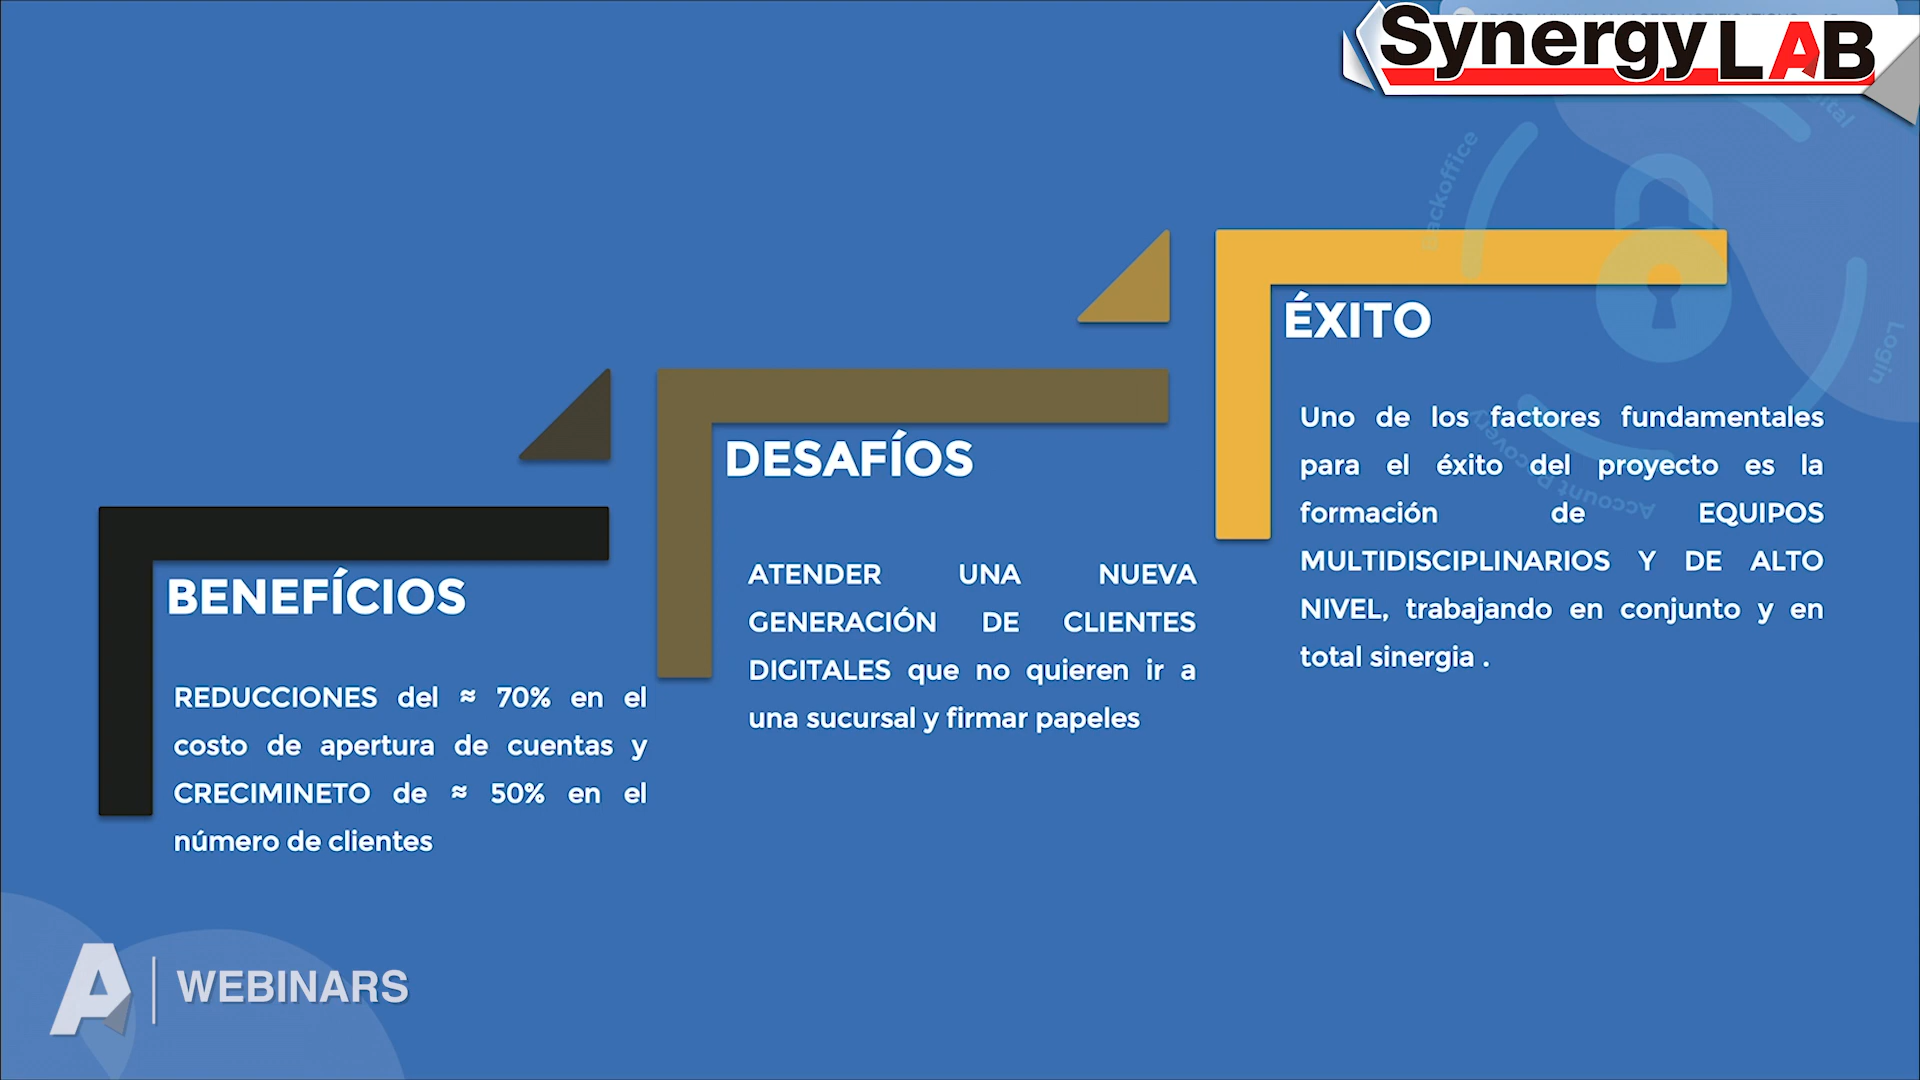 SynergyLAB
BENEFÍCIOS
REDUCCIONES del ≈ 70% en el
costo de apertura de cuentas y
CRECIMINETO de ≈ 50% en el
número de clientes
DESAFÍOS
ATENDER UNA NUEVA
GENERACIÓN DE CLIENTES
DIGITALES que no quieren ir a
una sucursal y firmar papeles
ÉXITO
Uno de los factores fundamentales
para el éxito del proyecto es la
formación de EQUIPOS
MULTIDISCIPLINARIOS Y DE ALTO
NIVEL, trabajando en conjunto y en
total sinergia .
Login
Account Recovery
A | WEBINARS